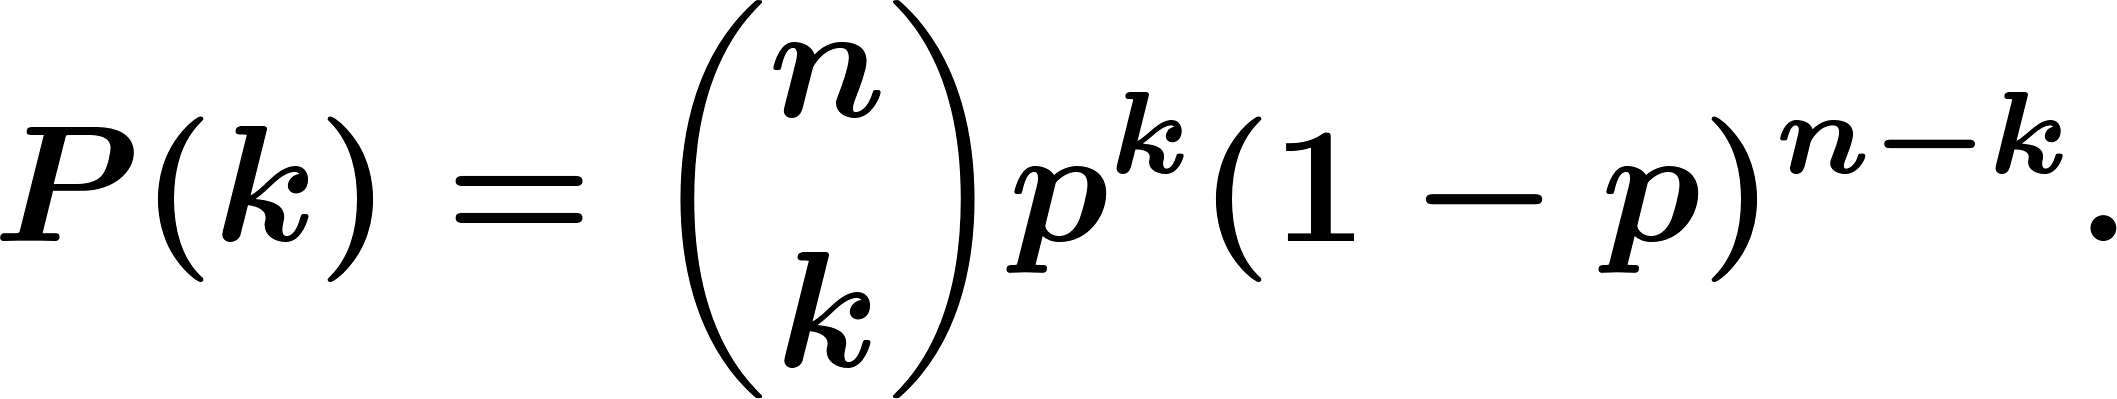 P(k) = \binom{n}{k} p^k (1 - p)^{n-k}.